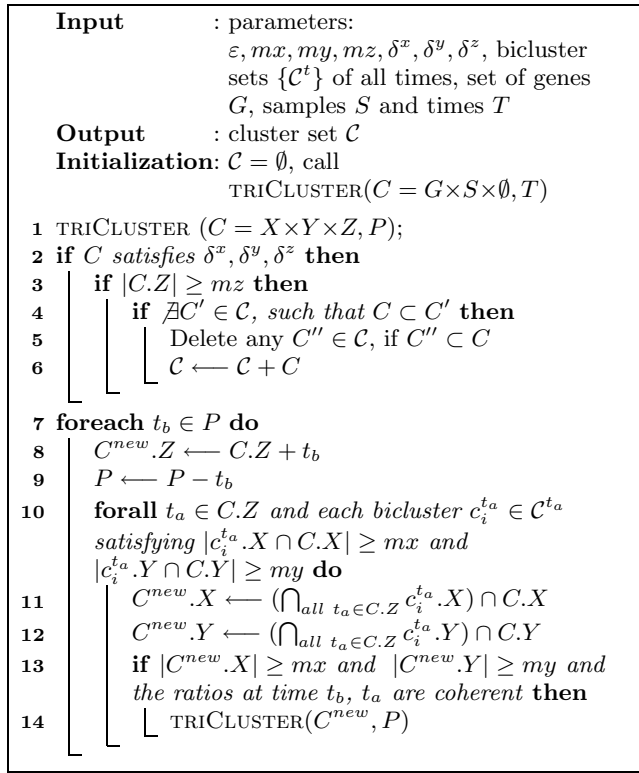 Input : parameters:
ε, mx, my, mz, δ^x, δ^y, δ^z, bicluster
sets {𝒞^t} of all times, set of genes
G, samples S and times T
Output : cluster set 𝒞
Initialization: 𝒞 = ∅, call
TRICLUSTER(C = G×S×∅, T)
1 TRICLUSTER (C = X×Y×Z, P);
2 if C satisfies δ^x, δ^y, δ^z then
3 if |C.Z| ≥ mz then
4 if ∄C′ ∈ 𝒞, such that C ⊂ C′ then
5 Delete any C′′ ∈ 𝒞, if C′′ ⊂ C
6 𝒞 ⟵ 𝒞 + C
7 foreach t_b ∈ P do
8 C^{new}.Z ⟵ C.Z + t_b
9 P ⟵ P − t_b
10 forall t_a ∈ C.Z and each bicluster c_i^{t_a} ∈ 𝒞^{t_a}
satisfying |c_i^{t_a}.X ∩ C.X| ≥ mx and
|c_i^{t_a}.Y ∩ C.Y| ≥ my do
11 C^{new}.X ⟵ (⋂_{all t_a∈C.Z} c_i^{t_a}.X) ∩ C.X
12 C^{new}.Y ⟵ (⋂_{all t_a∈C.Z} c_i^{t_a}.Y) ∩ C.Y
13 if |C^{new}.X| ≥ mx and |C^{new}.Y| ≥ my and
the ratios at time t_b, t_a are coherent then
14 TRICLUSTER(C^{new}, P)